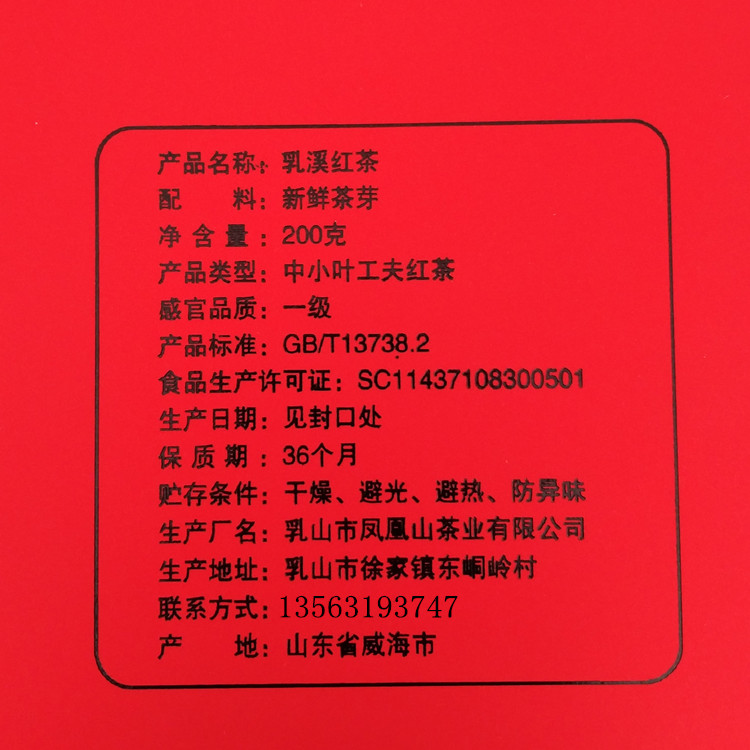 产品名称：乳溪红茶
配　　料：新鲜茶芽
净 含 量：200克
产品类型：中小叶工夫红茶
感官品质：一级
产品标准：GB/T13738.2
食品生产许可证：SC11437108300501
生产日期：见封口处
保 质 期：36个月
贮存条件：干燥、避光、避热、防异味
生产厂名：乳山市凤凰山茶业有限公司
生产地址：乳山市徐家镇东峒岭村
联系方式：13563193747
产　　地：山东省威海市